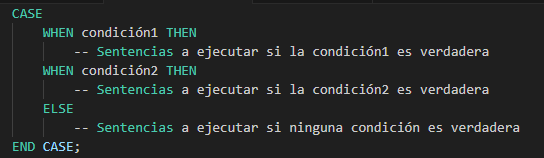 CASE
WHEN condición1 THEN
-- Sentencias a ejecutar si la condición1 es verdadera
WHEN condición2 THEN
-- Sentencias a ejecutar si la condición2 es verdadera
ELSE
-- Sentencias a ejecutar si ninguna condición es verdadera
END CASE;